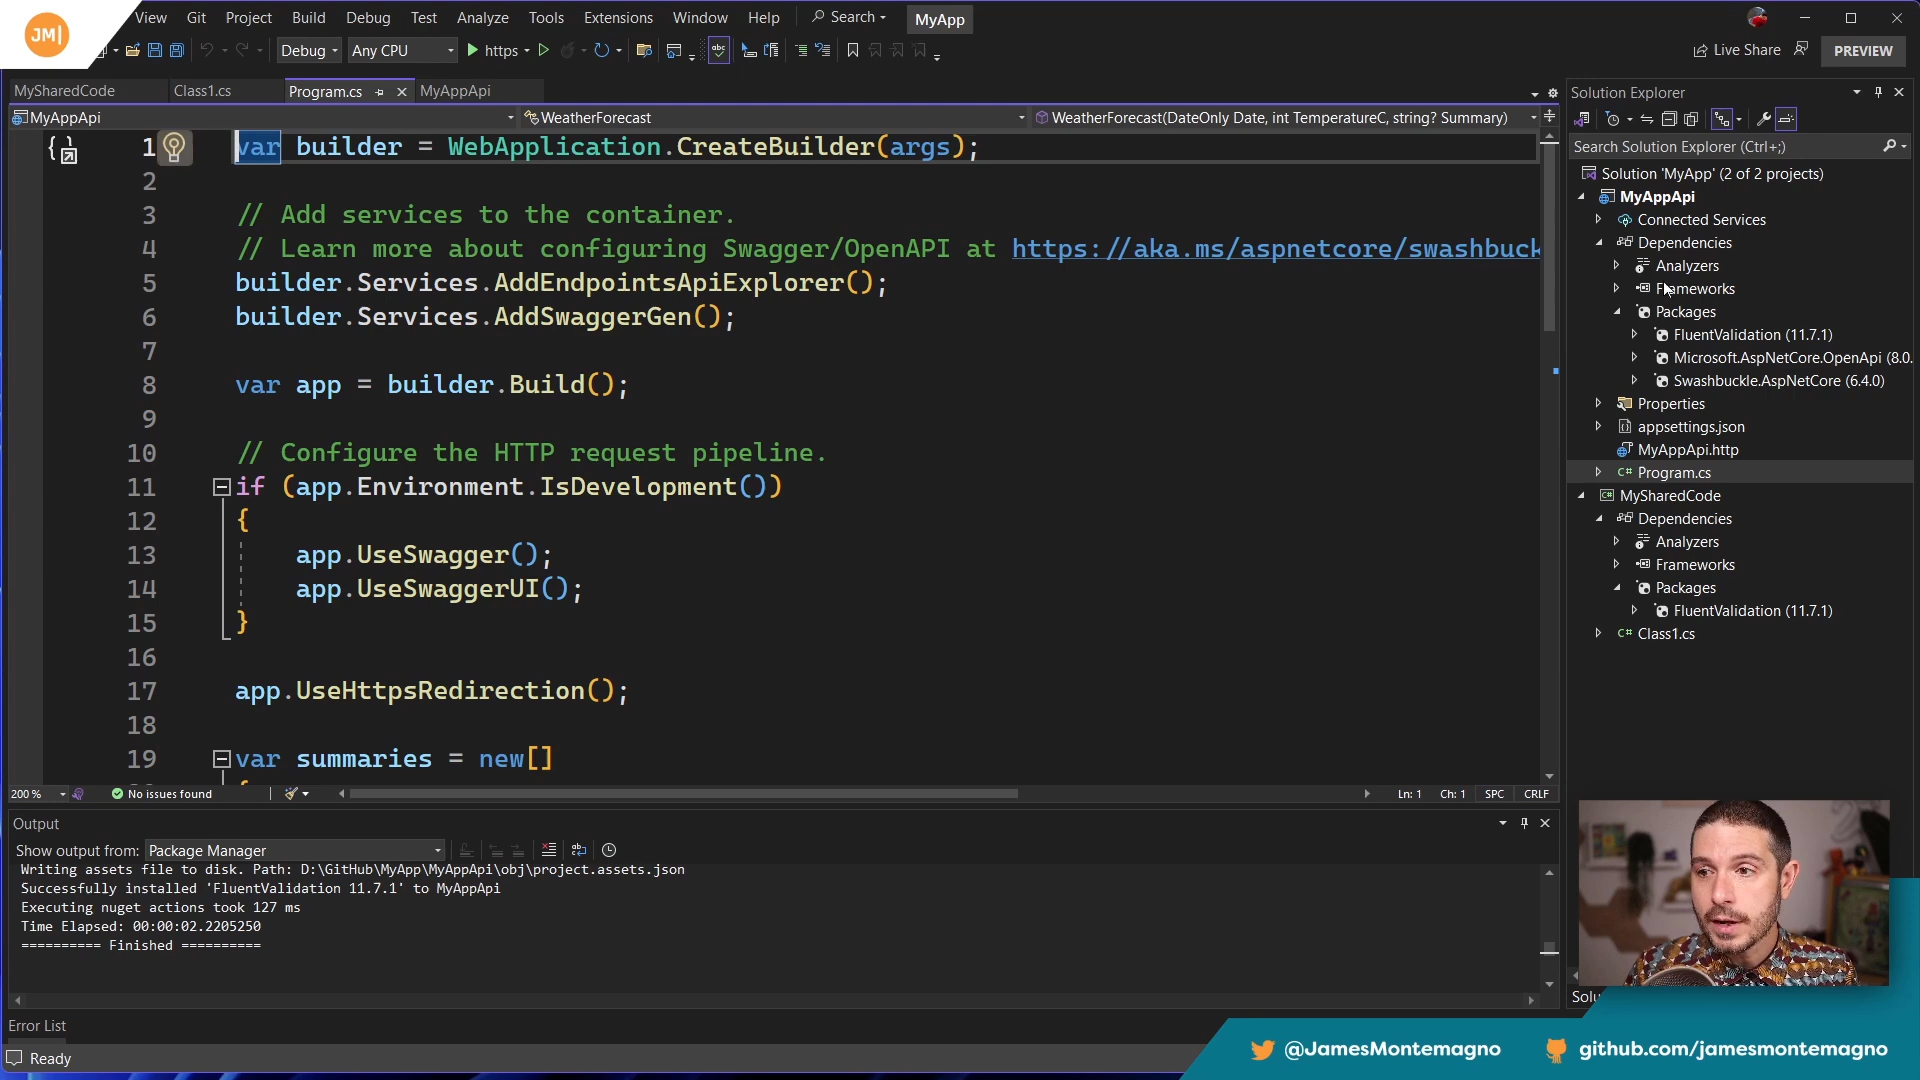 JM|
View Git Project Build Debug Test Analyze Tools Extensions Window Help Search MyApp
Debug Any CPU https abc Live Share PREVIEW
MySharedCode Class1.cs Program.cs MyAppApi
MyAppApi WeatherForecast WeatherForecast(DateOnly Date, int TemperatureC, string? Summary)
1 var builder = WebApplication.CreateBuilder(args);
2
3 // Add services to the container.
4 // Learn more about configuring Swagger/OpenAPI at https://aka.ms/aspnetcore/swashbuck
5 builder.Services.AddEndpointsApiExplorer();
6 builder.Services.AddSwaggerGen();
7
8 var app = builder.Build();
9
10 // Configure the HTTP request pipeline.
11 if (app.Environment.IsDevelopment())
12 {
13 app.UseSwagger();
14 app.UseSwaggerUI();
15 }
16
17 app.UseHttpsRedirection();
18
19 var summaries = new[]
200 % No issues found Ln: 1 Ch: 1 SPC CRLF
Output
Show output from: Package Manager
Writing assets file to disk. Path: D:\GitHub\MyApp\MyAppApi\obj\project.assets.json
Successfully installed 'FluentValidation 11.7.1' to MyAppApi
Executing nuget actions took 127 ms
Time Elapsed: 00:00:02.2205250
========== Finished ==========
Error List
Ready
Solution Explorer
Search Solution Explorer (Ctrl+;)
Solution 'MyApp' (2 of 2 projects)
MyAppApi
Connected Services
Dependencies
Analyzers
Frameworks
Packages
FluentValidation (11.7.1)
Microsoft.AspNetCore.OpenApi (8.0.
Swashbuckle.AspNetCore (6.4.0)
Properties
appsettings.json
MyAppApi.http
C# Program.cs
MySharedCode
Dependencies
Analyzers
Frameworks
Packages
FluentValidation (11.7.1)
C# Class1.cs
Solu
@JamesMontemagno github.com/jamesmontemagno